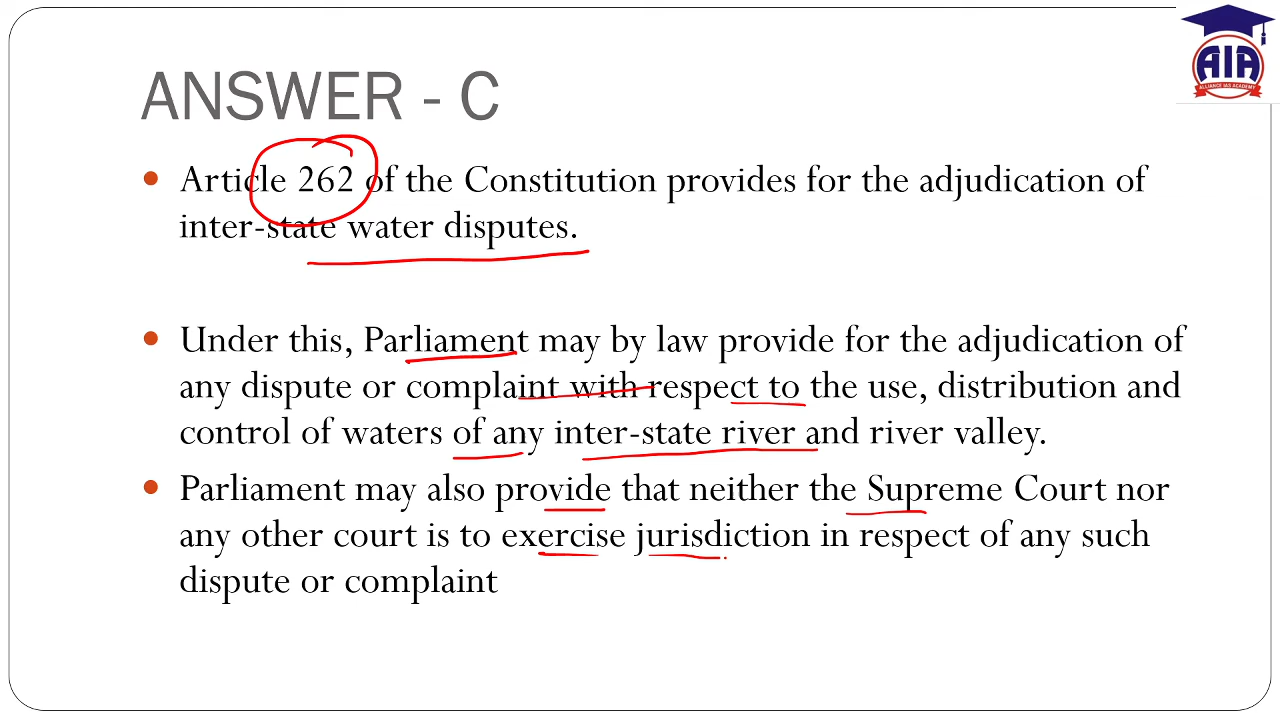 ANSWER - C
AIA
ALLIANCE IAS ACADEMY
• Article 262 of the Constitution provides for the adjudication of
inter-state water disputes.
• Under this, Parliament may by law provide for the adjudication of
any dispute or complaint with respect to the use, distribution and
control of waters of any inter-state river and river valley.
• Parliament may also provide that neither the Supreme Court nor
any other court is to exercise jurisdiction in respect of any such
dispute or complaint